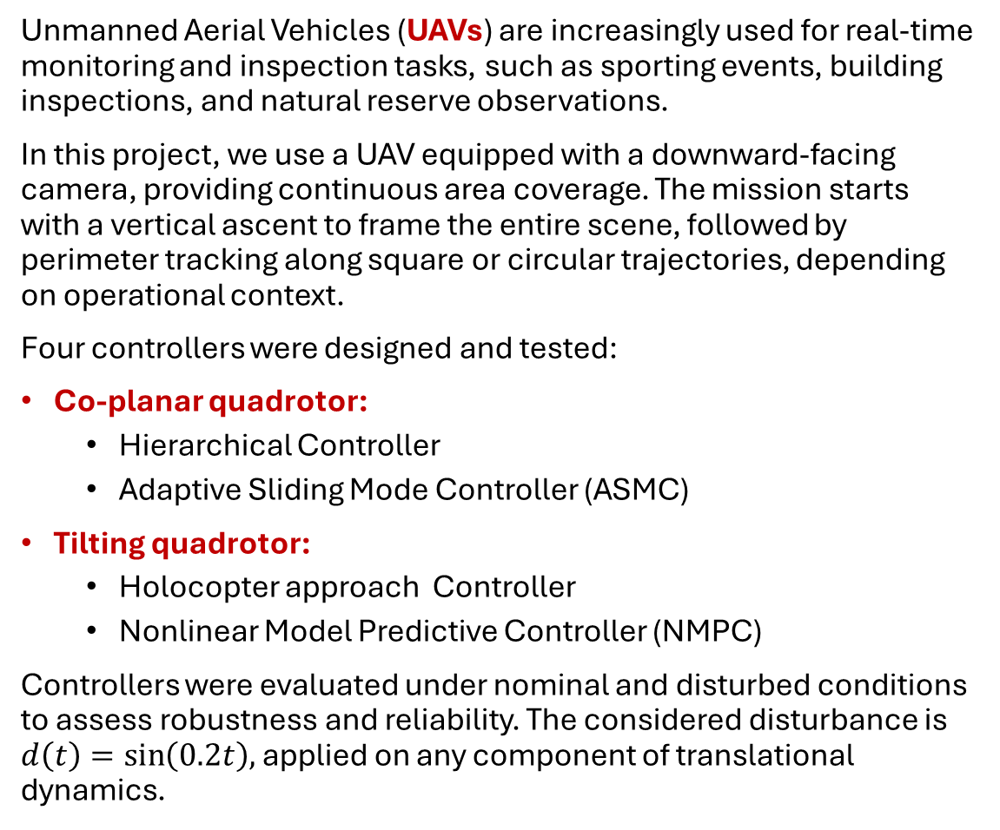 Unmanned Aerial Vehicles (UAVs) are increasingly used for real-time
monitoring and inspection tasks, such as sporting events, building
inspections, and natural reserve observations.
In this project, we use a UAV equipped with a downward-facing
camera, providing continuous area coverage. The mission starts
with a vertical ascent to frame the entire scene, followed by
perimeter tracking along square or circular trajectories, depending
on operational context.
Four controllers were designed and tested:
• Co-planar quadrotor:
• Hierarchical Controller
• Adaptive Sliding Mode Controller (ASMC)
• Tilting quadrotor:
• Holocopter approach Controller
• Nonlinear Model Predictive Controller (NMPC)
Controllers were evaluated under nominal and disturbed conditions
to assess robustness and reliability. The considered disturbance is
d(t) = sin(0.2t), applied on any component of translational
dynamics.